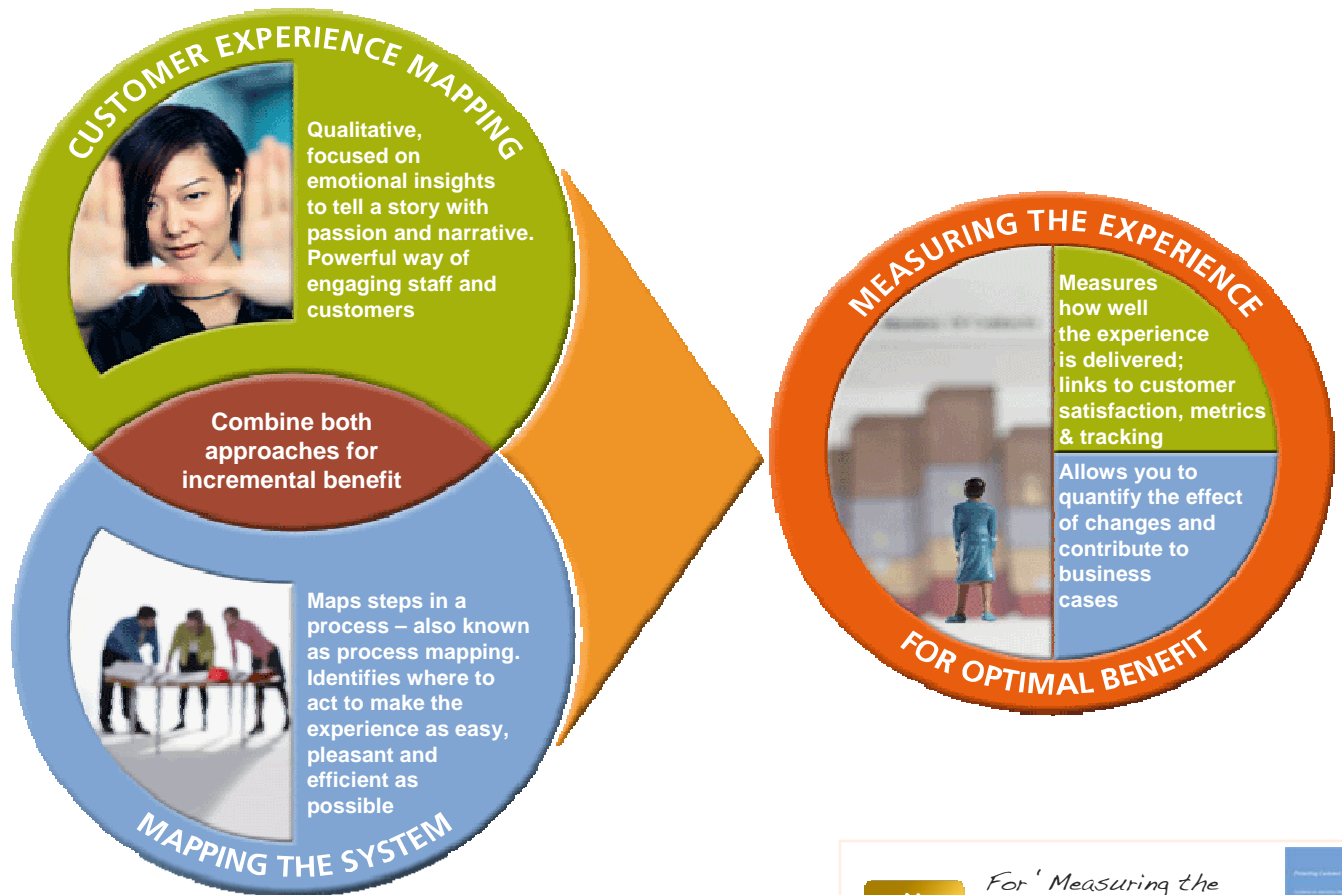 CUSTOMER EXPERIENCE MAPPING
Qualitative,
focused on
emotional insights
to tell a story with
passion and narrative.
Powerful way of
engaging staff and
customers
Combine both
approaches for
incremental benefit
Maps steps in a
process – also known
as process mapping.
Identifies where to
act to make the
experience as easy,
pleasant and
efficient as
possible
MAPPING THE SYSTEM
MEASURING THE EXPERIENCE
Measures
how well
the experience
is delivered;
links to customer
satisfaction, metrics
& tracking
Allows you to
quantify the effect
of changes and
contribute to
business
cases
FOR OPTIMAL BENEFIT
For ' Measuring the